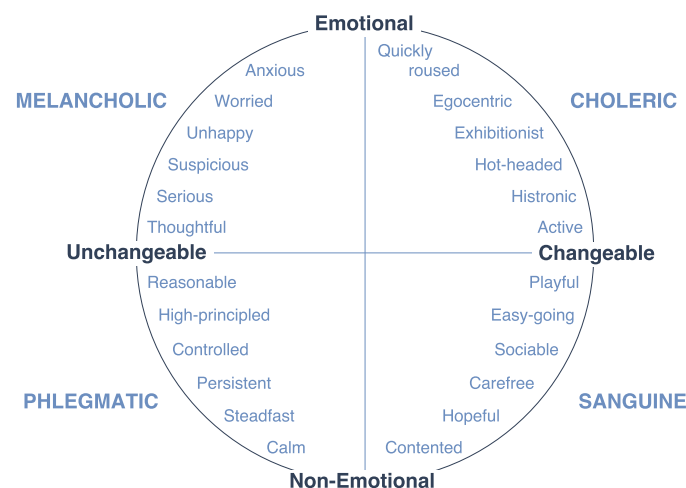 Emotional
Quickly
roused
Anxious
MELANCHOLIC
Worried
Egocentric
CHOLERIC
Unhappy
Exhibitionist
Suspicious
Hot-headed
Serious
Histronic
Thoughtful
Active
Unchangeable
Changeable
Reasonable
Playful
High-principled
Easy-going
Controlled
Sociable
Persistent
Carefree
PHLEGMATIC
SANGUINE
Steadfast
Hopeful
Calm
Contented
Non-Emotional